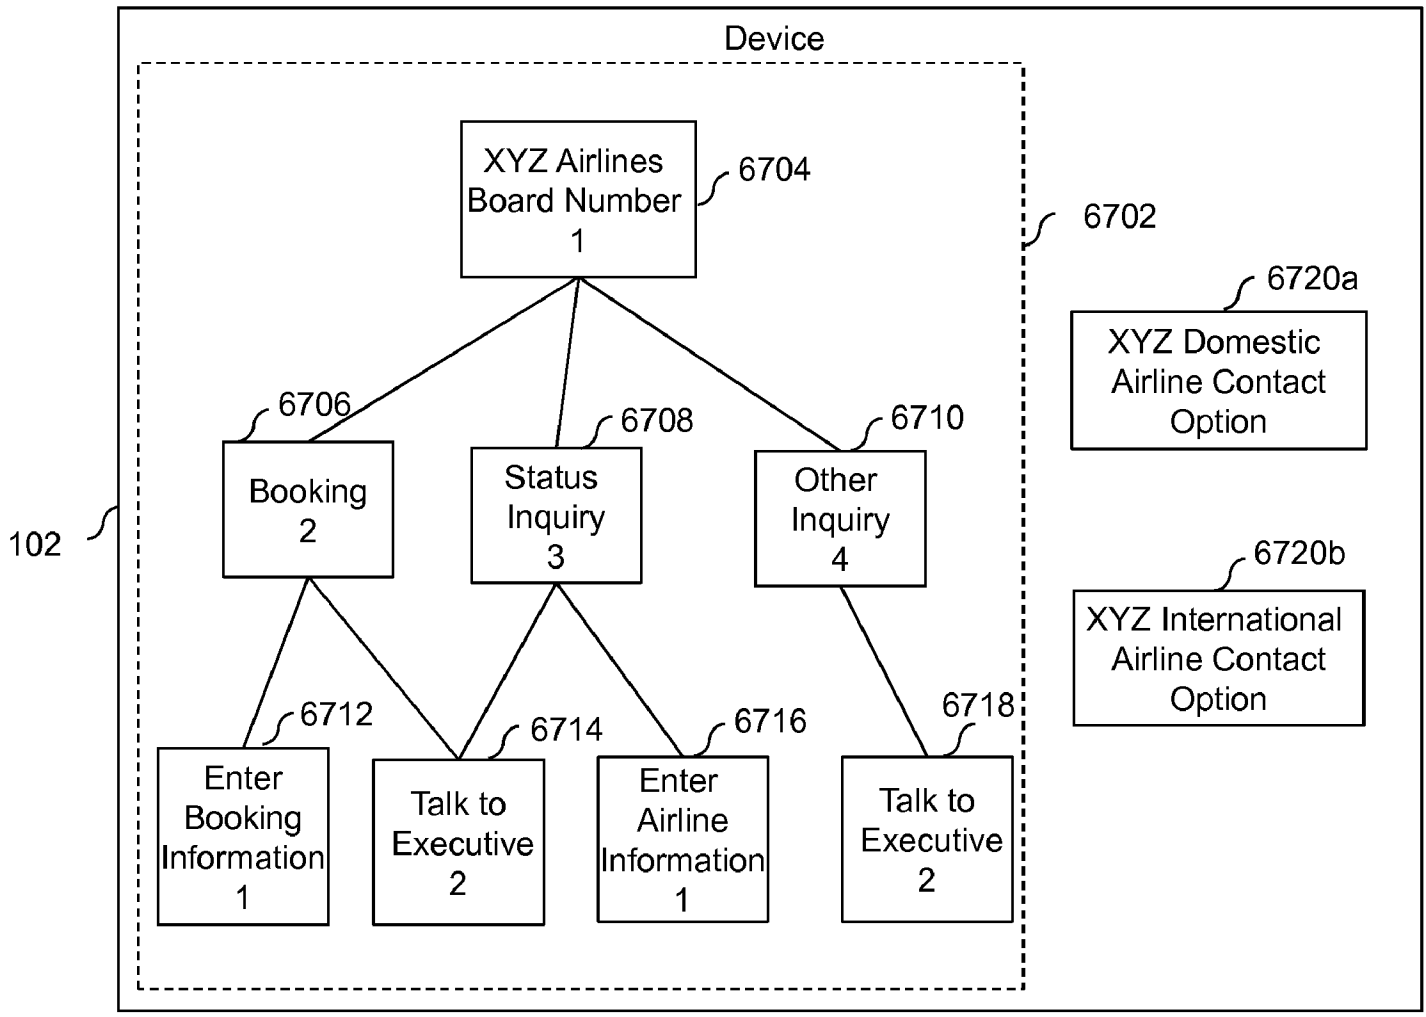 Device
XYZ Airlines
Board Number
1
6704
6702
6720a
XYZ Domestic
Airline Contact
Option
6706
6708
6710
Booking
2
Status
Inquiry
3
Other
Inquiry
4
102
6720b
XYZ International
Airline Contact
Option
6712
6714
6716
6718
Enter
Booking
Information
1
Talk to
Executive
2
Enter
Airline
Information
1
Talk to
Executive
2